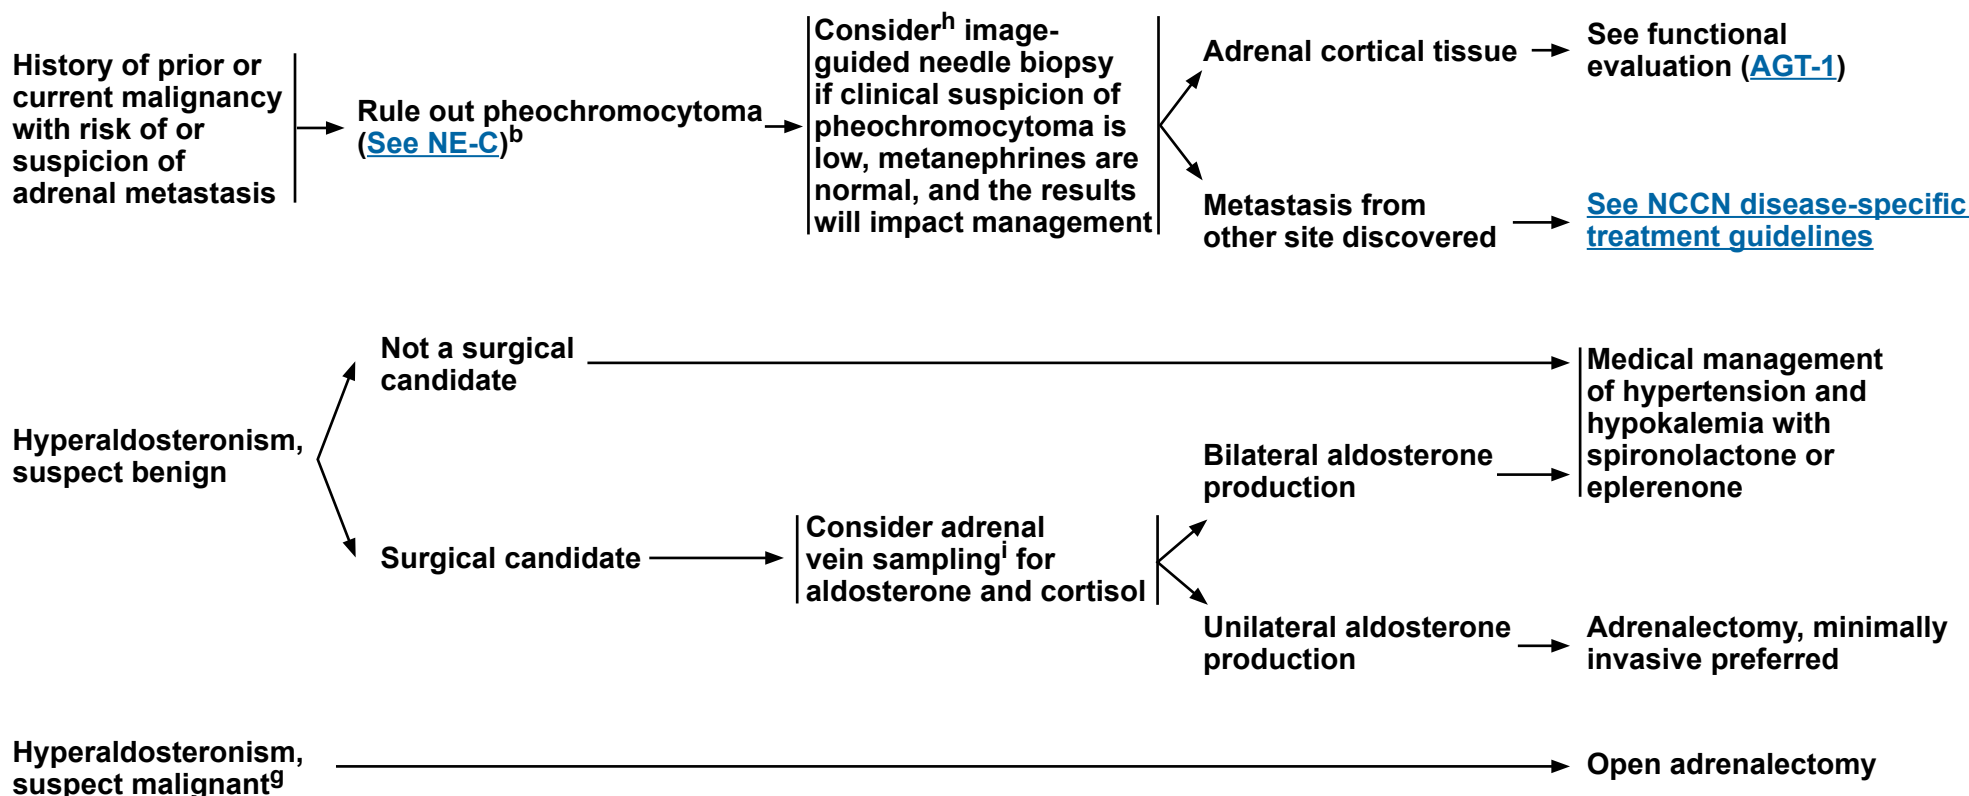 History of prior or
current malignancy
with risk of or
suspicion of
adrenal metastasis
Rule out pheochromocytoma
(See NE-C)b
Considerh image-
guided needle biopsy
if clinical suspicion of
pheochromocytoma is
low, metanephrines are
normal, and the results
will impact management
Adrenal cortical tissue
See functional
evaluation (AGT-1)
Metastasis from
other site discovered
See NCCN disease-specific
treatment guidelines
Hyperaldosteronism,
suspect benign
Not a surgical
candidate
Medical management
of hypertension and
hypokalemia with
spironolactone or
eplerenone
Surgical candidate
Consider adrenal
vein samplingi for
aldosterone and cortisol
Bilateral aldosterone
production
Unilateral aldosterone
production
Adrenalectomy, minimally
invasive preferred
Hyperaldosteronism,
suspect malignantg
Open adrenalectomy